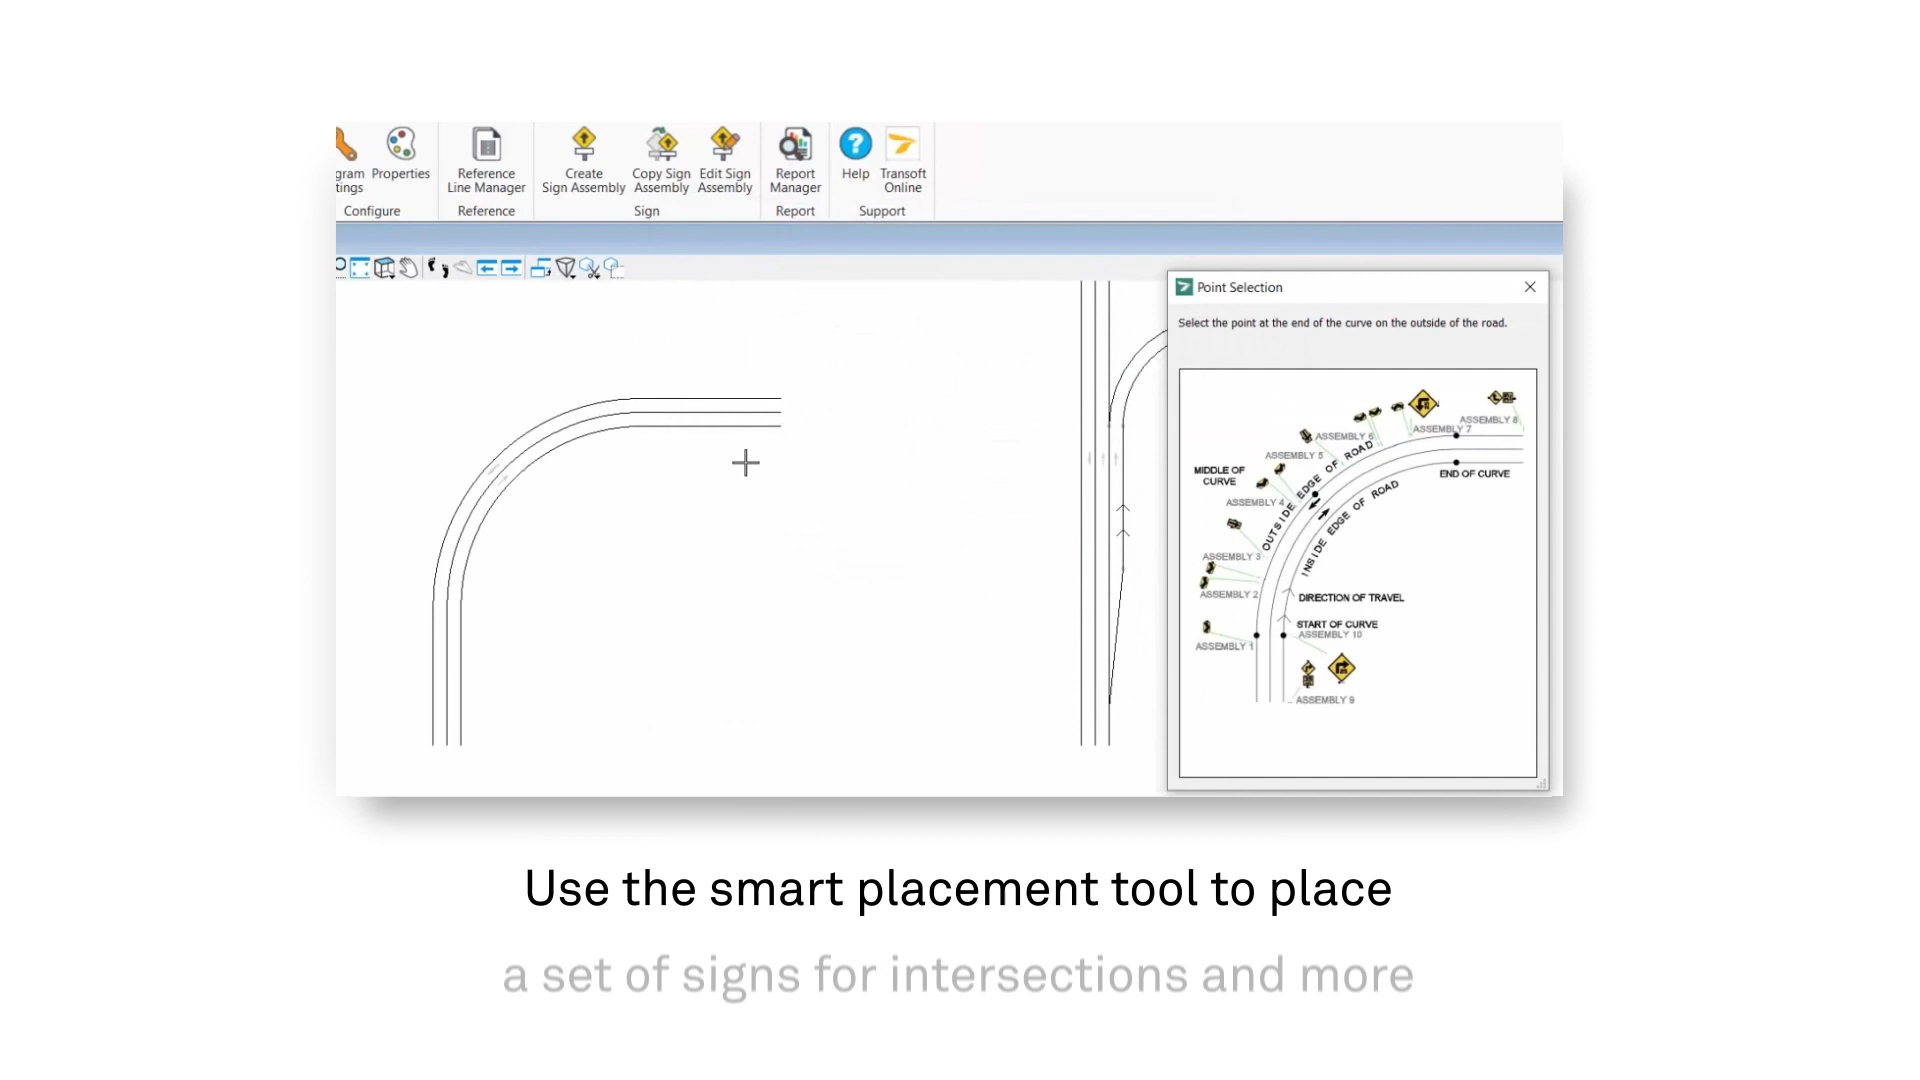 gram
tings
Properties
Configure
Reference
Line Manager
Reference
Create
Sign Assembly
Copy Sign
Assembly
Edit Sign
Assembly
Sign
Report
Manager
Report
Help
Transoft
Online
Support
Point Selection
Select the point at the end of the curve on the outside of the road.
ASSEMBLY 8
ASSEMBLY 7
ASSEMBLY 6
ASSEMBLY 5
MIDDLE OF
CURVE
END OF CURVE
ASSEMBLY 4
OUTSIDE EDGE OF ROAD
INSIDE EDGE OF ROAD
ASSEMBLY 3
ASSEMBLY 2
DIRECTION OF TRAVEL
START OF CURVE
ASSEMBLY 10
ASSEMBLY 1
ASSEMBLY 9
Use the smart placement tool to place
a set of signs for intersections and more